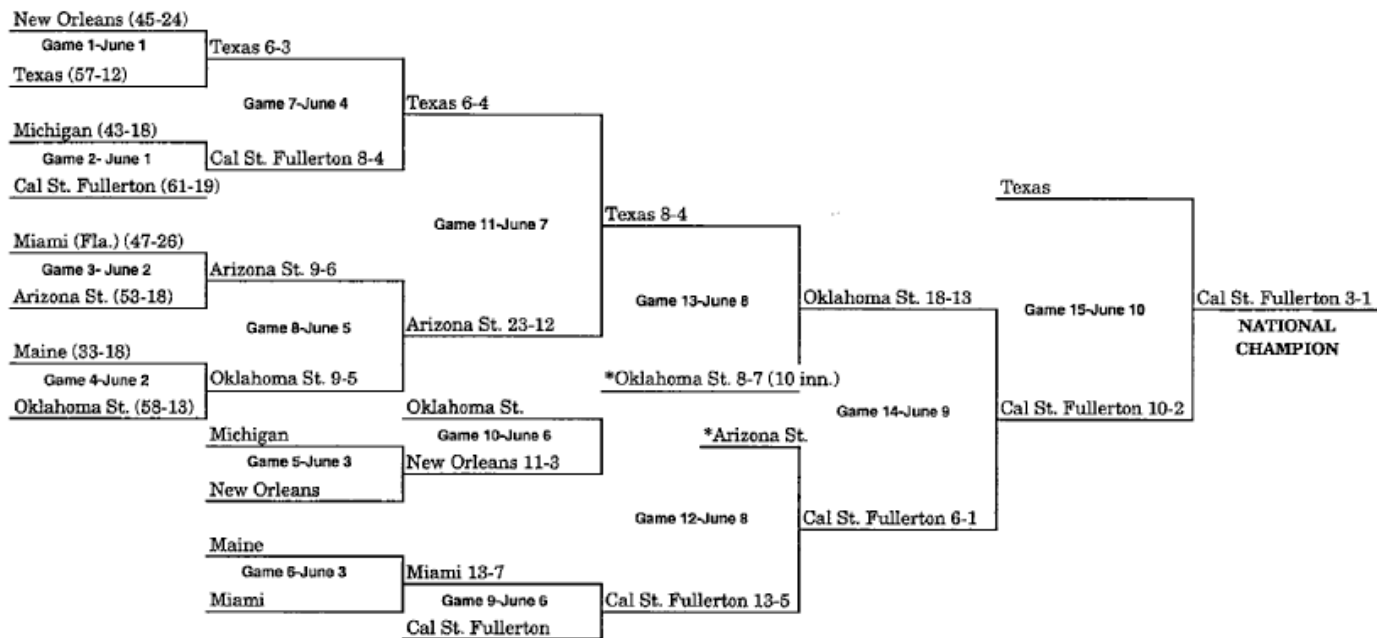 New Orleans (45-24)
Game 1-June 1
Texas 6-3
Texas (57-12)
Game 7-June 4
Texas 6-4
Michigan (43-18)
Game 2- June 1
Cal St. Fullerton 8-4
Cal St. Fullerton (61-19)
Texas
Game 11-June 7
Texas 8-4
Miami (Fla.) (47-26)
Game 3- June 2
Arizona St. 9-6
Arizona St. (53-18)
Game 13-June 8
Oklahoma St. 18-13
Game 15-June 10
Cal St. Fullerton 3-1
NATIONAL
CHAMPION
Game 8-June 5
Arizona St. 23-12
Maine (33-18)
Game 4-June 2
Oklahoma St. 9-5
*Oklahoma St. 8-7 (10 inn.)
Oklahoma St. (58-13)
Oklahoma St.
Game 14-June 9
Cal St. Fullerton 10-2
Michigan
Game 10-June 6
*Arizona St.
Game 5-June 3
New Orleans 11-3
New Orleans
Game 12-June 8
Cal St. Fullerton 6-1
Maine
Game 6-June 3
Miami 13-7
Miami
Game 9-June 6
Cal St. Fullerton 13-5
Cal St. Fullerton